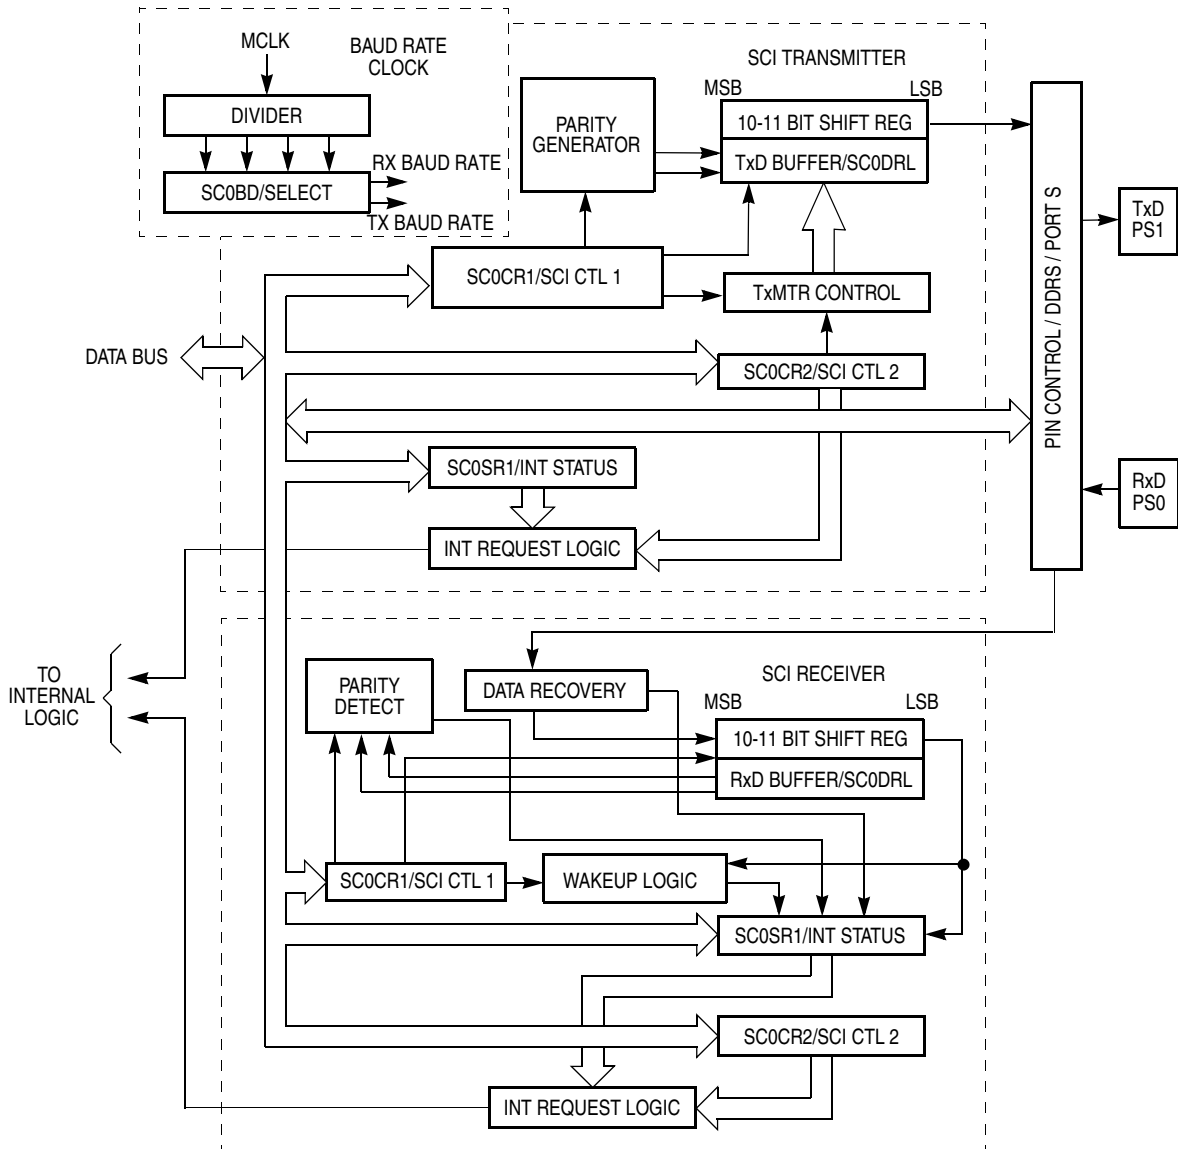 MCLK
BAUD RATE
CLOCK
DIVIDER
RX BAUD RATE
SC0BD/SELECT
TX BAUD RATE
SCI TRANSMITTER
MSB
LSB
PARITY
GENERATOR
10-11 BIT SHIFT REG
TxD BUFFER/SC0DRL
SC0CR1/SCI CTL 1
TxMTR CONTROL
DATA BUS
SC0CR2/SCI CTL 2
SC0SR1/INT STATUS
INT REQUEST LOGIC
PIN CONTROL / DDRS / PORT S
TxD
PS1
RxD
PS0
TO
INTERNAL
LOGIC
SCI RECEIVER
PARITY
DETECT
DATA RECOVERY
MSB
LSB
10-11 BIT SHIFT REG
RxD BUFFER/SC0DRL
SC0CR1/SCI CTL 1
WAKEUP LOGIC
SC0SR1/INT STATUS
SC0CR2/SCI CTL 2
INT REQUEST LOGIC